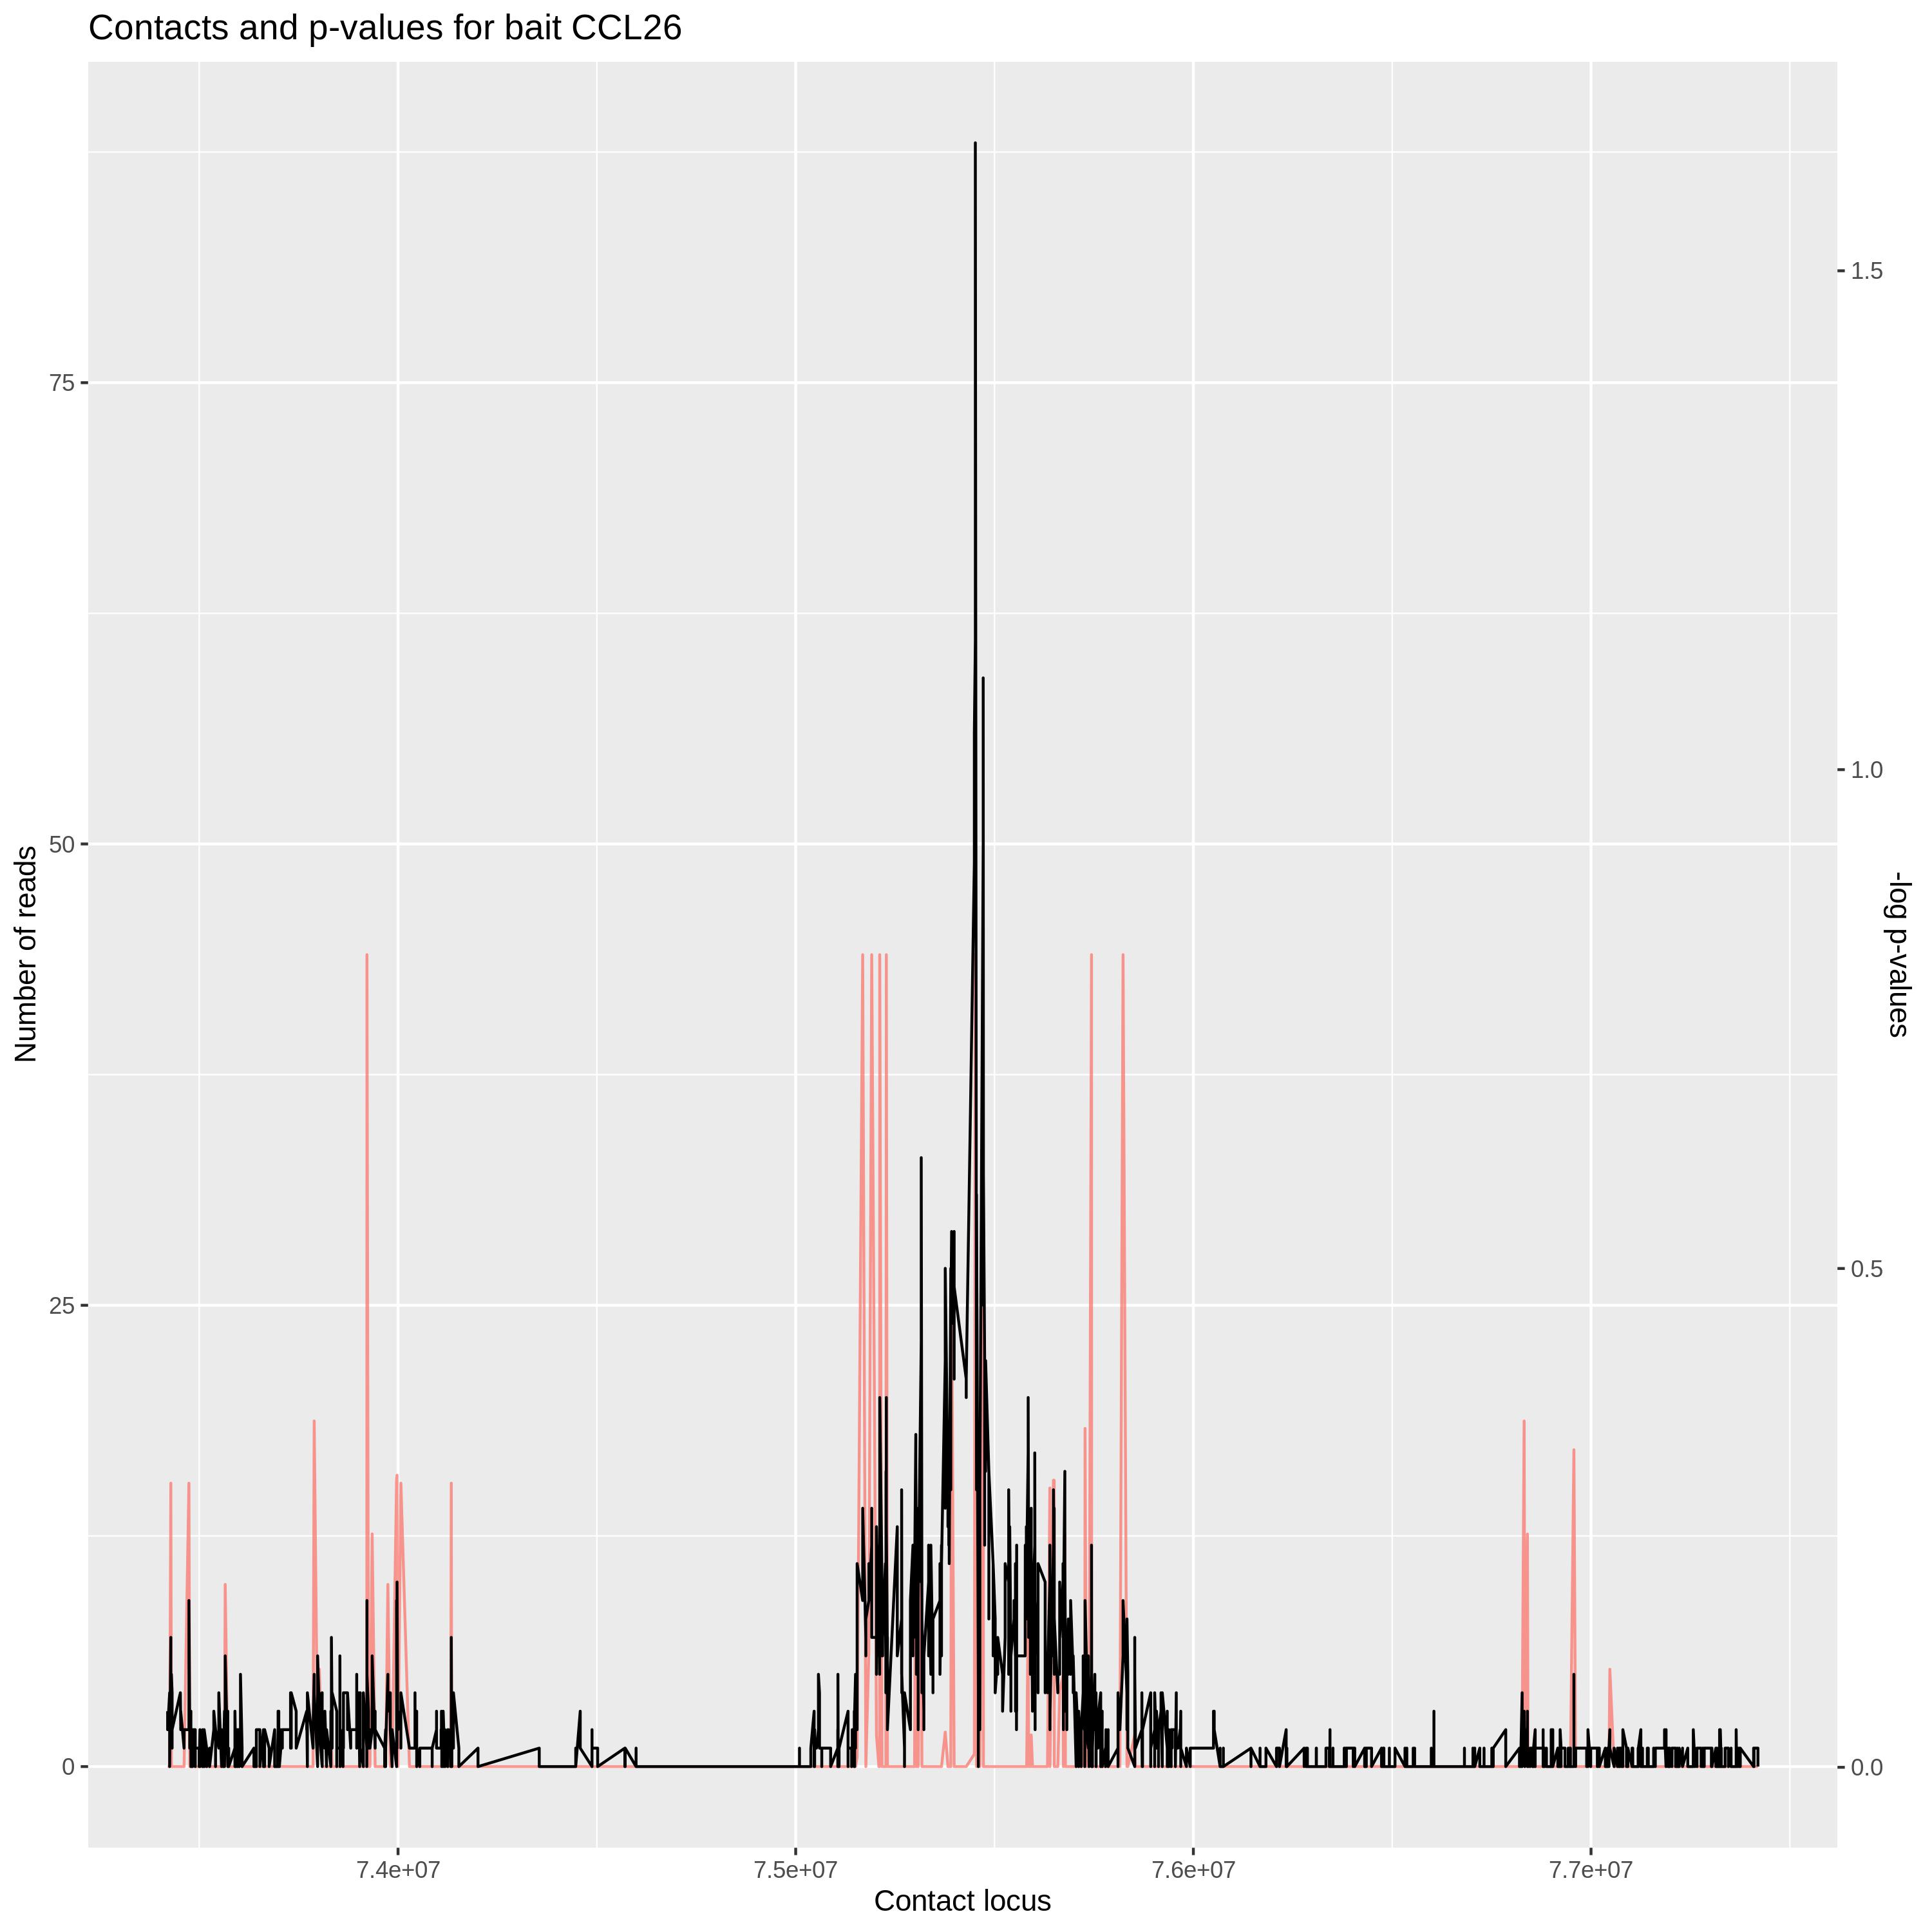 Contacts and p-values for bait CCL26
Number of reads
75
50
25
0
1.5
1.0
0.5
0.0
-log p-values
7.4e+07
7.5e+07
7.6e+07
7.7e+07
Contact locus